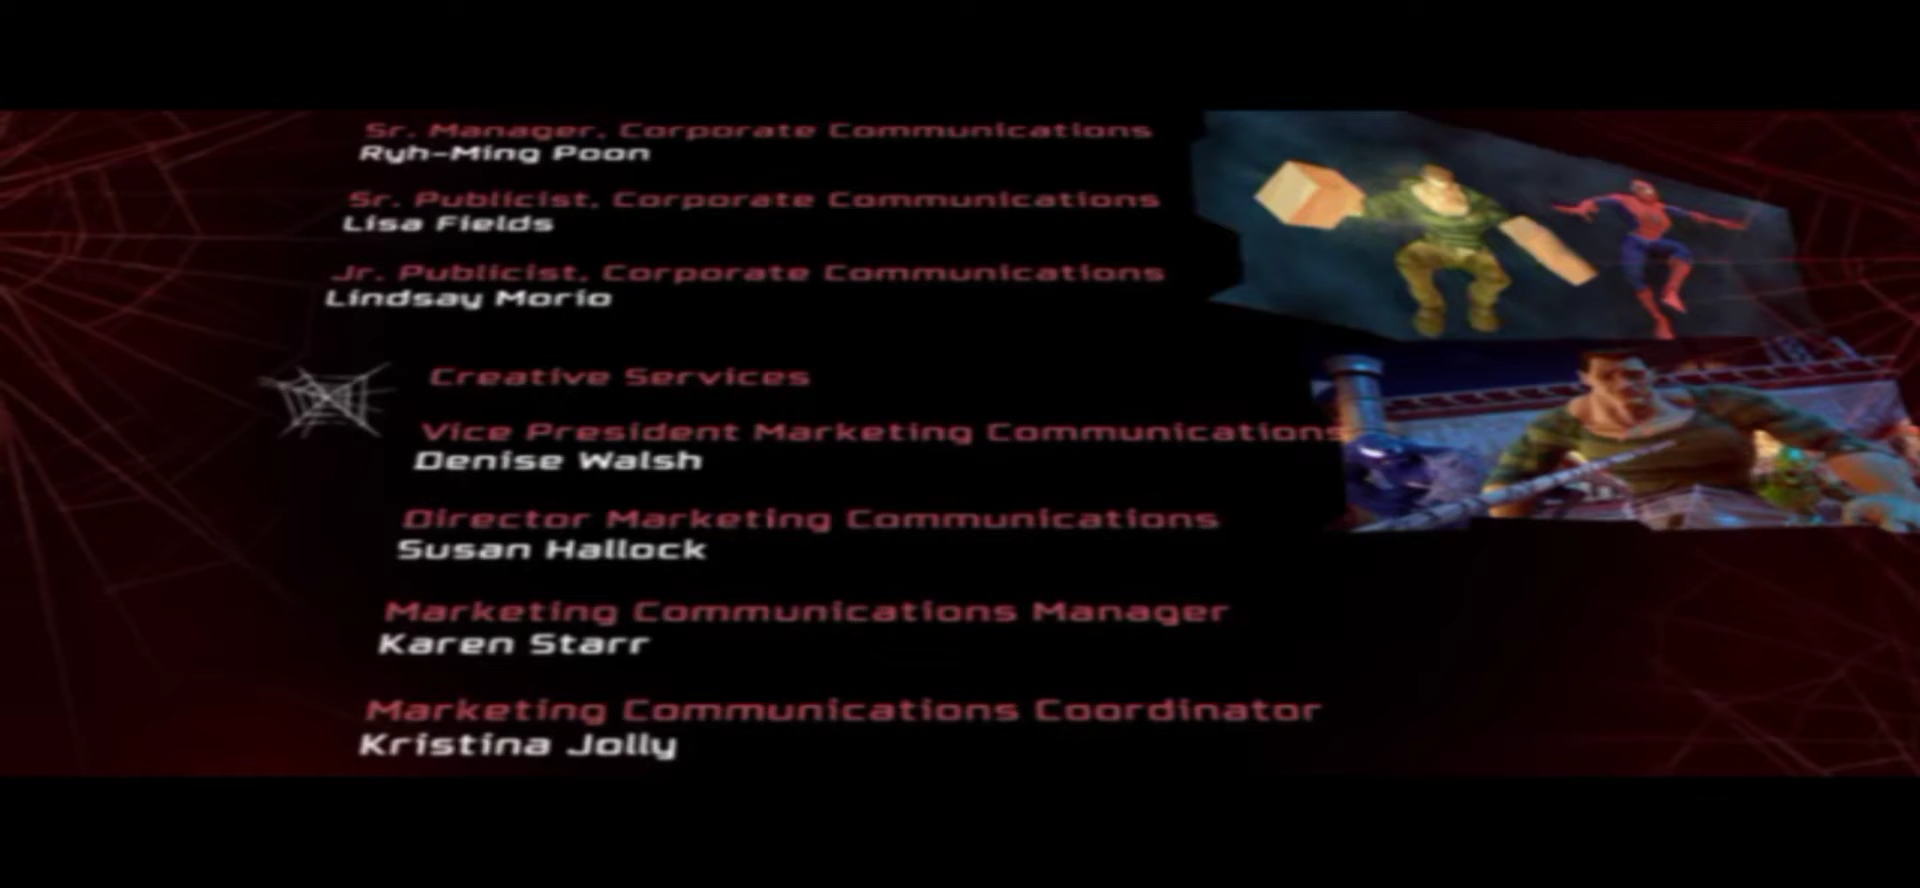 Sr. Manager, Corporate Communications
Ryh-Ming Poon
Sr. Publicist, Corporate Communications
Lisa Fields
Jr. Publicist, Corporate Communications
Lindsay Morio
Creative Services
Vice President Marketing Communications
Denise Walsh
Director Marketing Communications
Susan Hallock
Marketing Communications Manager
Karen Starr
Marketing Communications Coordinator
Kristina Jolly